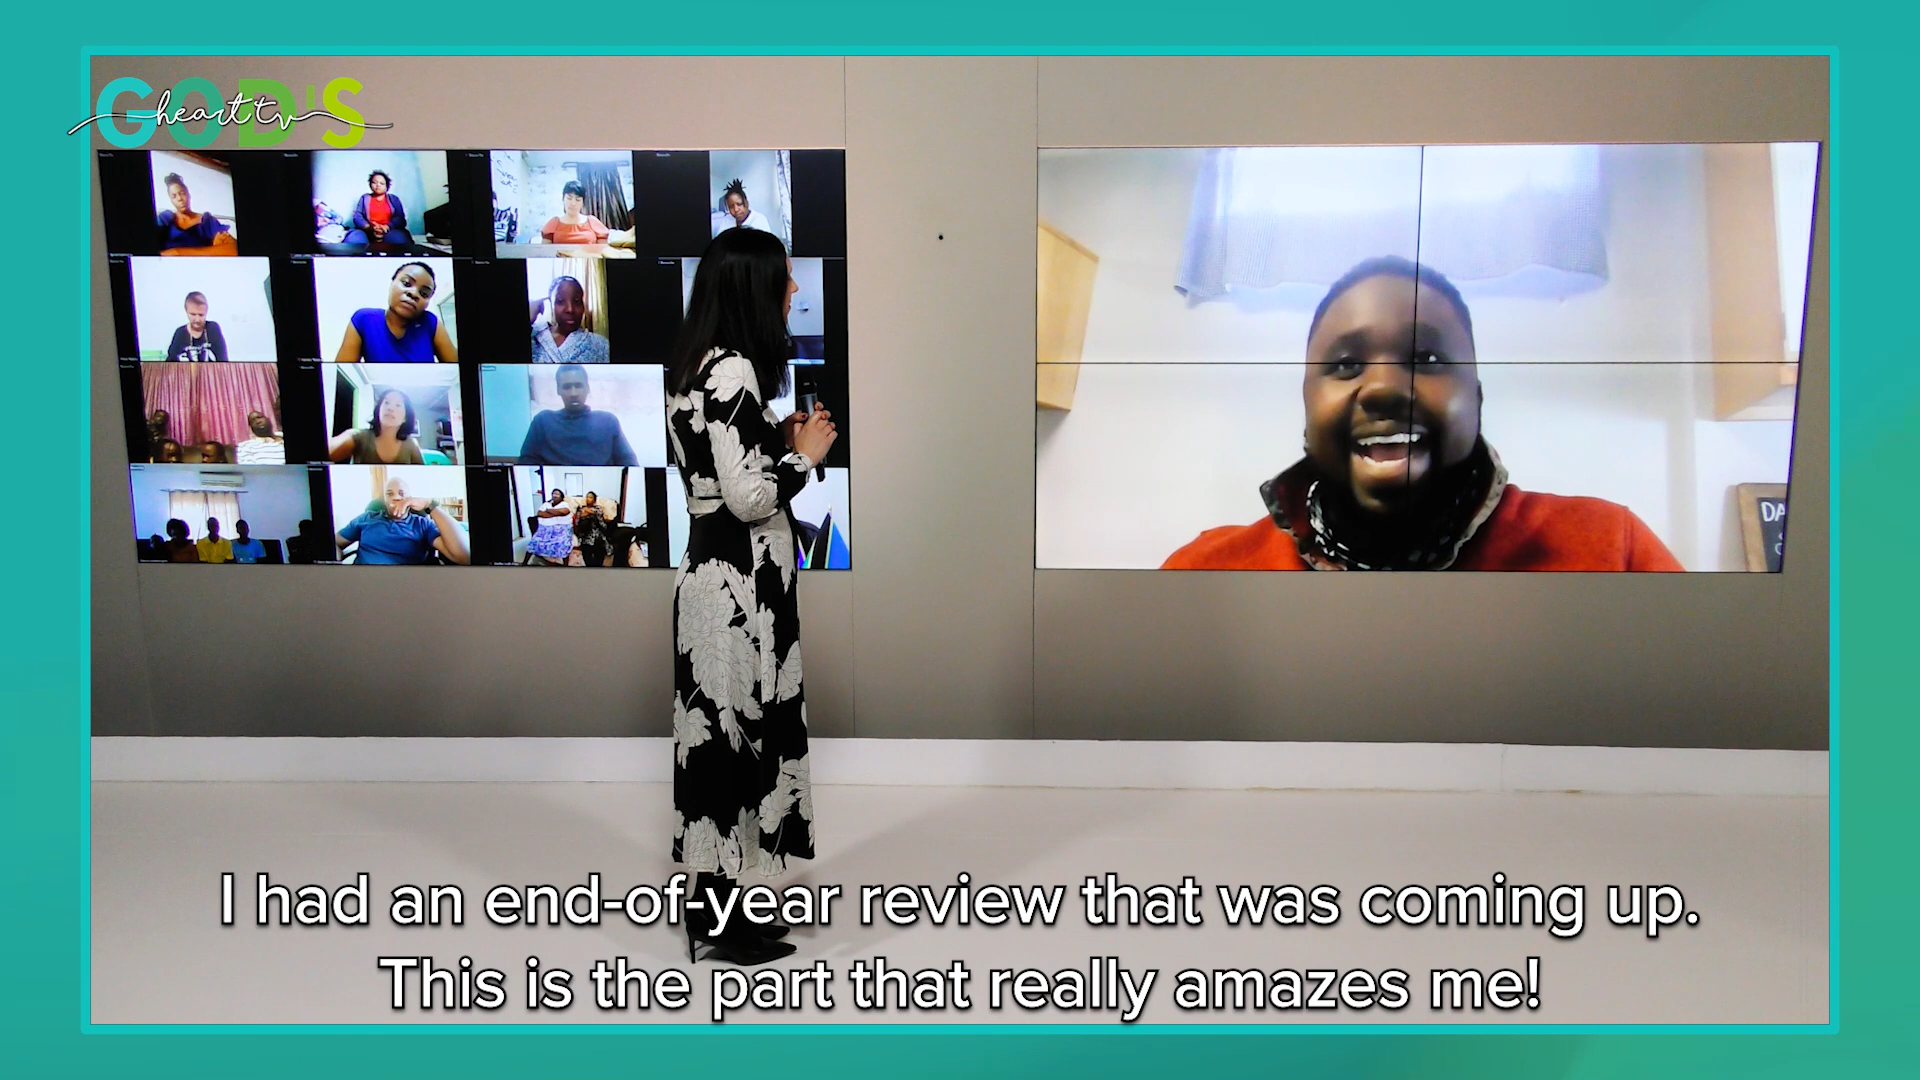 GOD'S
heart tv
I had an end-of-year review that was coming up.
This is the part that really amazes me!
DA